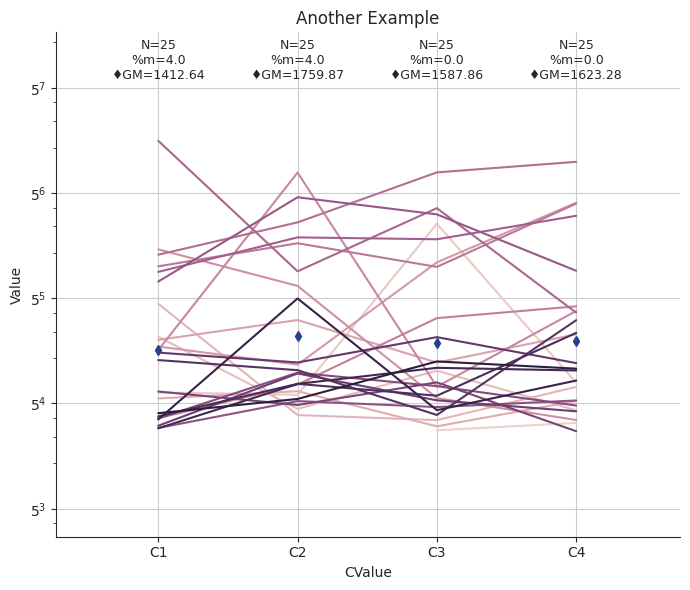 Another Example
N=25 N=25 N=25 N=25
%m=4.0 %m=4.0 %m=0.0 %m=0.0
♦GM=1412.64 ♦GM=1759.87 ♦GM=1587.86 ♦GM=1623.28
5⁷
5⁶
5⁵
5⁴
5³
Value
C1 C2 C3 C4
CValue